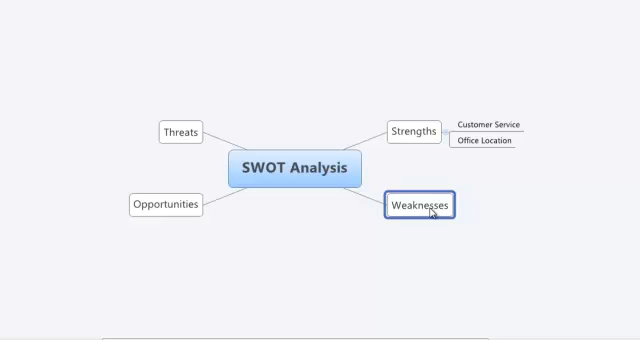 Threats
Strengths
Customer Service
Office Location
SWOT Analysis
Opportunities
Weaknesses